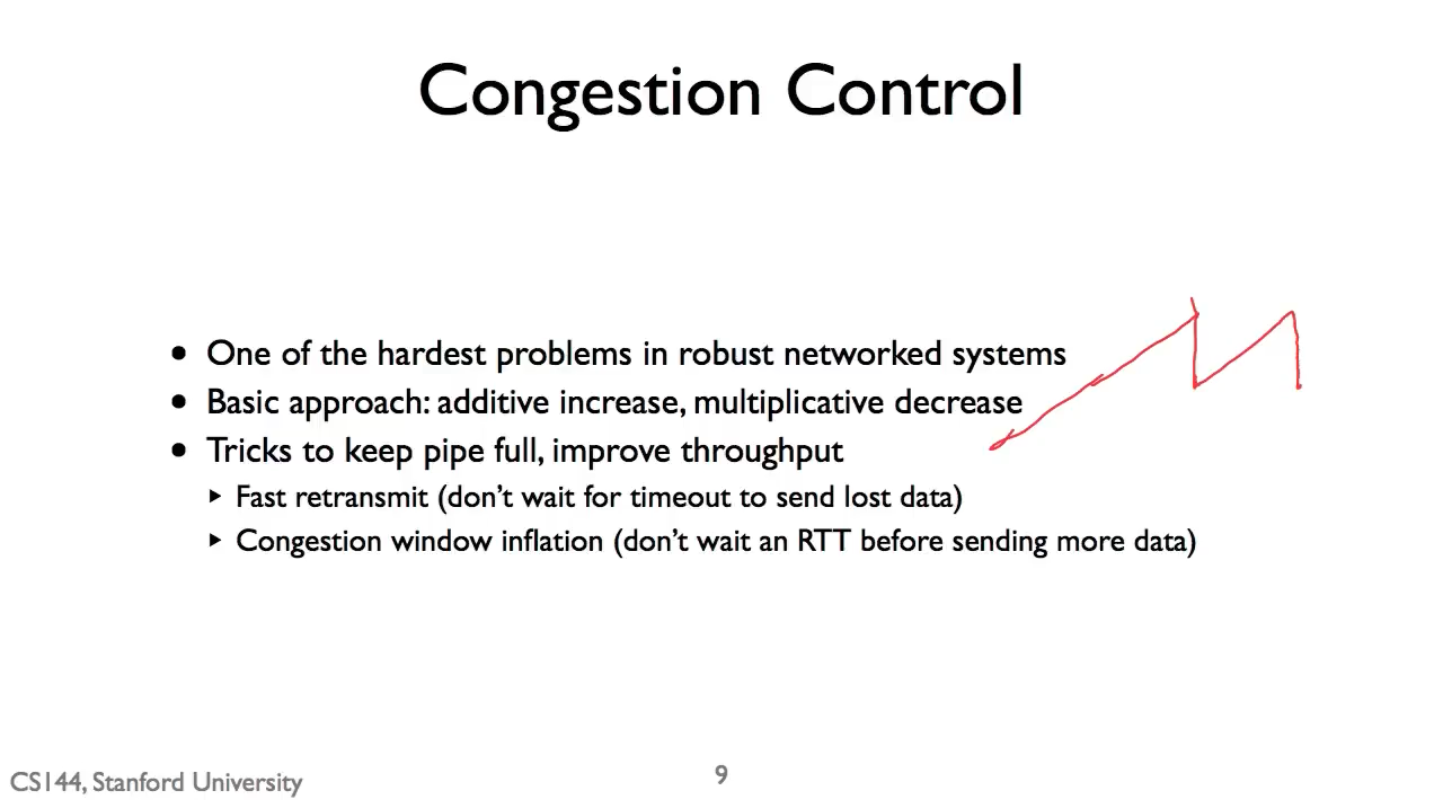 Congestion Control
• One of the hardest problems in robust networked systems
• Basic approach: additive increase, multiplicative decrease
• Tricks to keep pipe full, improve throughput
‣ Fast retransmit (don’t wait for timeout to send lost data)
‣ Congestion window inflation (don’t wait an RTT before sending more data)
CS144, Stanford University
9